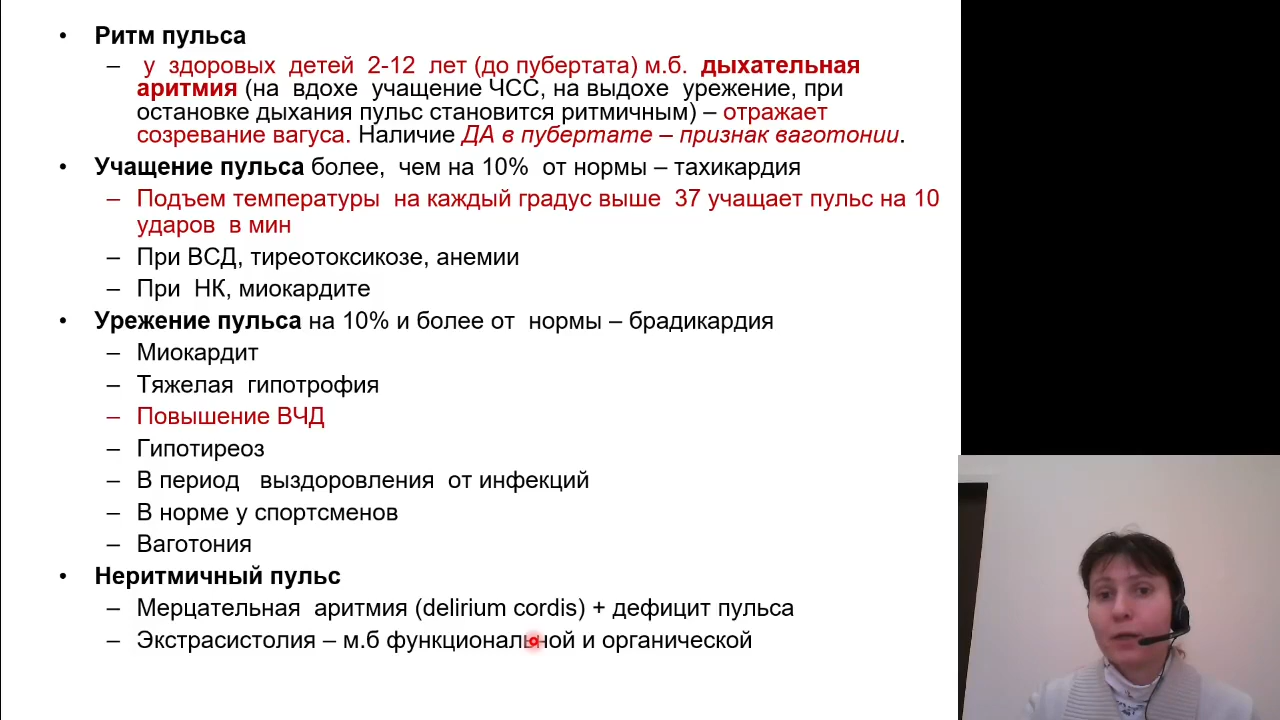 • Ритм пульса
– у здоровых детей 2-12 лет (до пубертата) м.б. дыхательная
аритмия (на вдохе учащение ЧСС, на выдохе урежение, при
остановке дыхания пульс становится ритмичным) – отражает
созревание вагуса. Наличие ДА в пубертате – признак ваготонии.
• Учащение пульса более, чем на 10% от нормы – тахикардия
– Подъем температуры на каждый градус выше 37 учащает пульс на 10
ударов в мин
– При ВСД, тиреотоксикозе, анемии
– При НК, миокардите
• Урежение пульса на 10% и более от нормы – брадикардия
– Миокардит
– Тяжелая гипотрофия
– Повышение ВЧД
– Гипотиреоз
– В период выздоровления от инфекций
– В норме у спортсменов
– Ваготония
• Неритмичный пульс
– Мерцательная аритмия (delirium cordis) + дефицит пульса
– Экстрасистолия – м.б функциональной и органической